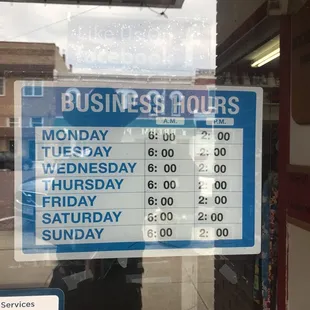 Like
BUSINESS HOURS
A.M. P.M.
MONDAY 6:00 2:00
TUESDAY 6:00 2:00
WEDNESDAY 6:00 2:00
THURSDAY 6:00 2:00
FRIDAY 6:00 2:00
SATURDAY 6:00 2:00
SUNDAY 6:00 2:00
Services